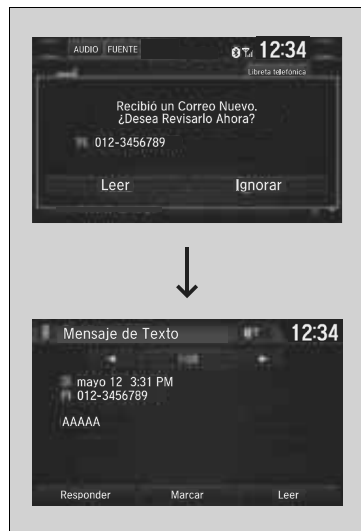 AUDIO FUENTE 12:34
Libreta telefonica
Recibió un Correo Nuevo.
¿Desea Revisarlo Ahora?
012-3456789
Leer Ignorar
Mensaje de Texto 12:34
mayo 12 3:31 PM
012-3456789
AAAAA
Responder Marcar Leer